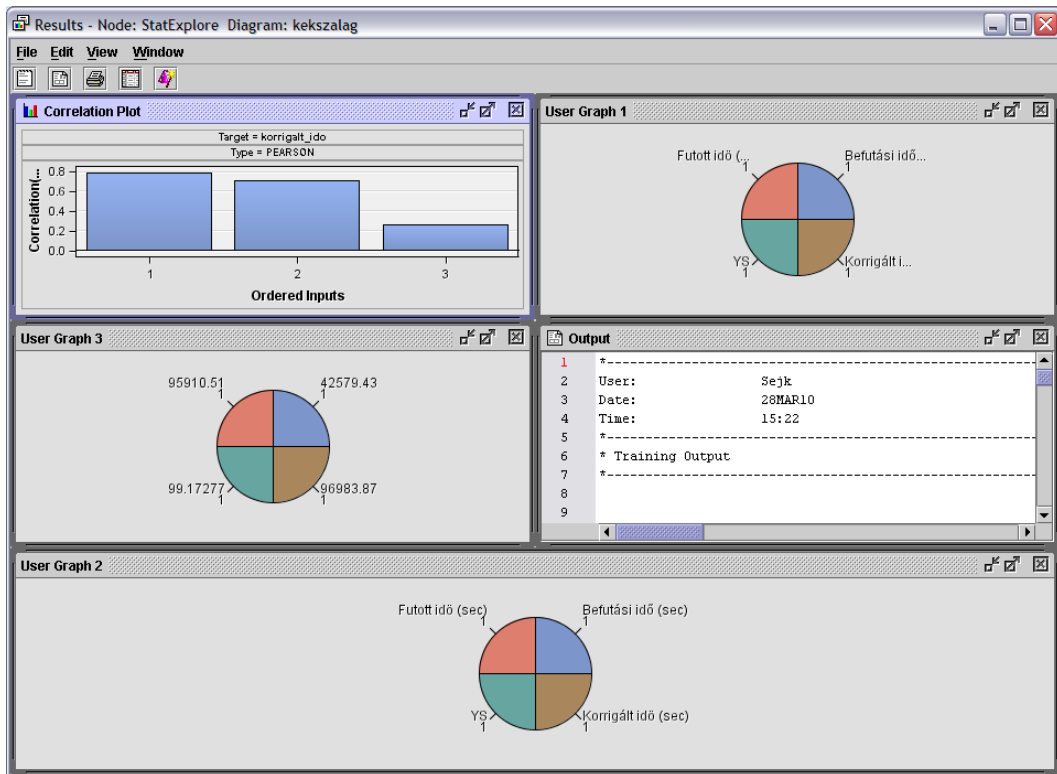 Results - Node: StatExplore Diagram: kekszalag
File Edit View Window
Correlation Plot
Target = korrigalt_ido
Type = PEARSON
Correlation(...
0.8
0.6
0.4
0.2
0.0
1 2 3
Ordered Inputs
User Graph 1
Futott idö (...
1
Befutási idő...
1
YS
1
Korrigált i...
1
User Graph 3
95910.51
1
42579.43
1
99.17277
1
96983.87
1
Output
1 *------------------------------------------------------------
2 User: Sejk
3 Date: 28MAR10
4 Time: 15:22
5 *------------------------------------------------------------
6 * Training Output
7 *------------------------------------------------------------
8
9
User Graph 2
Futott idö (sec)
1
Befutási idő (sec)
1
YS
1
Korrigált idö (sec)
1